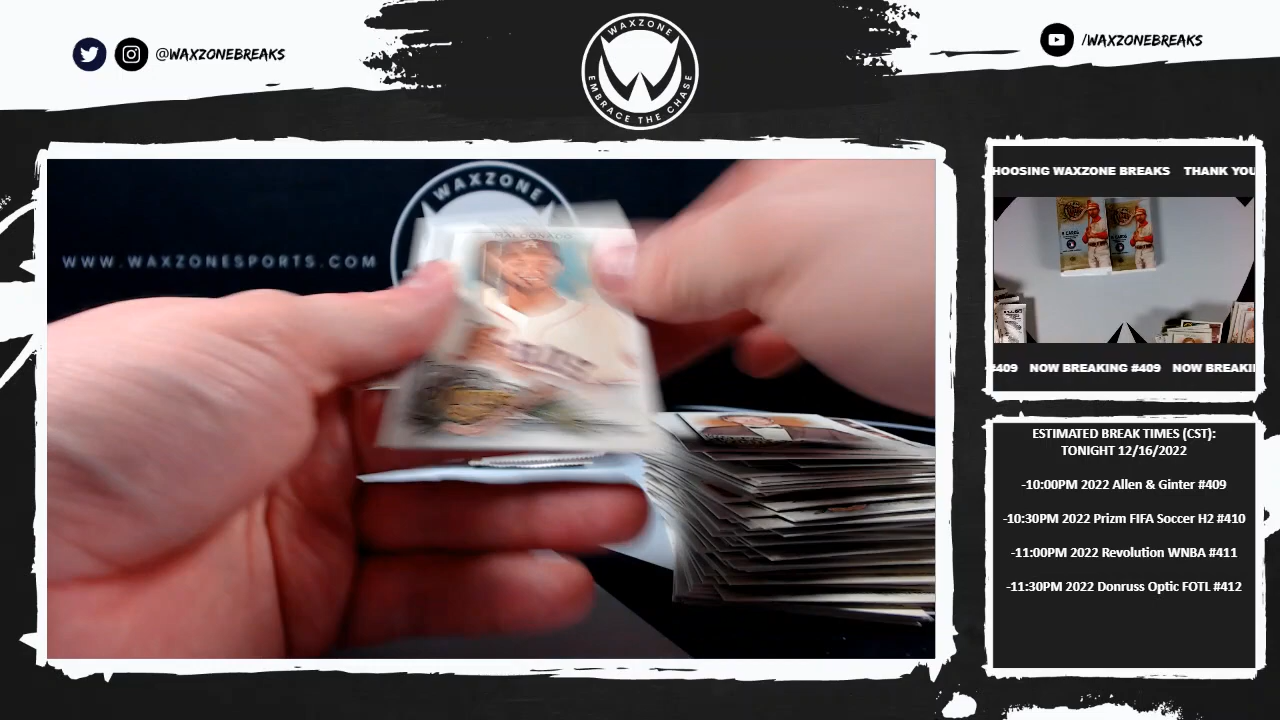 @WAXZONEBREAKS
WAXZONE
EMBRACE THE CHASE
/WAXZONEBREAKS
WAXZONE
WWW.WAXZONESPORTS.COM
MALDONADO
HOOSING WAXZONE BREAKS THANK YOU
#409 NOW BREAKING #409 NOW BREAKI
ESTIMATED BREAK TIMES (CST):
TONIGHT 12/16/2022
-10:00PM 2022 Allen & Ginter #409
-10:30PM 2022 Prizm FIFA Soccer H2 #410
-11:00PM 2022 Revolution WNBA #411
-11:30PM 2022 Donruss Optic FOTL #412